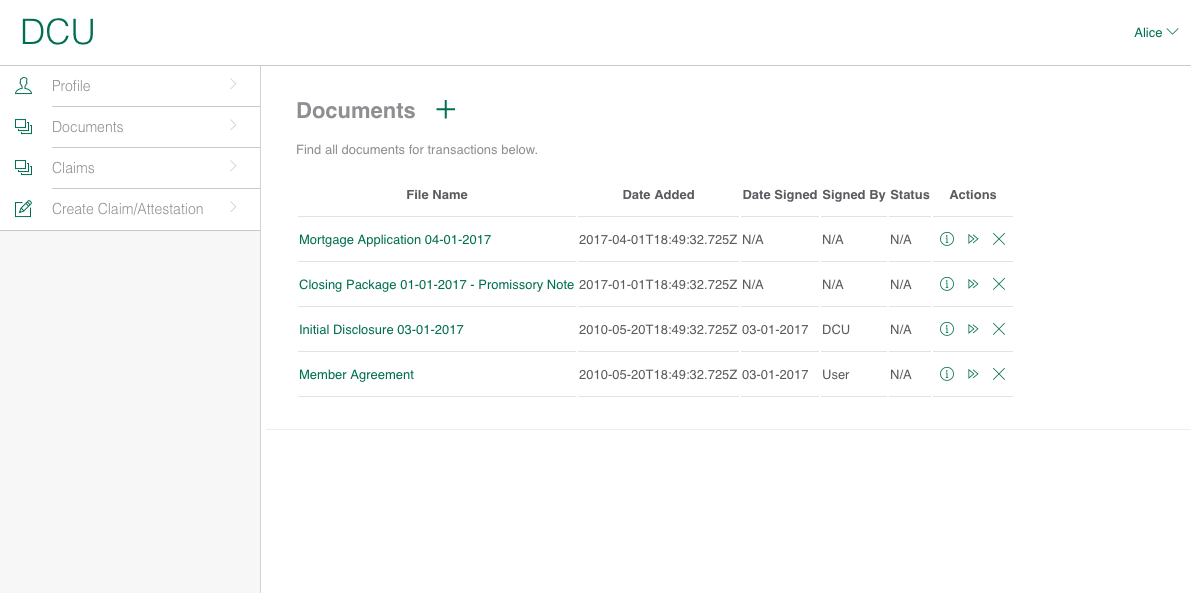 DCU
Alice
Profile
Documents
Claims
Create Claim/Attestation
Documents +
Find all documents for transactions below.
File Name Date Added Date Signed Signed By Status Actions
Mortgage Application 04-01-2017 2017-04-01T18:49:32.725Z N/A N/A N/A
Closing Package 01-01-2017 - Promissory Note 2017-01-01T18:49:32.725Z N/A N/A N/A
Initial Disclosure 03-01-2017 2010-05-20T18:49:32.725Z 03-01-2017 DCU N/A
Member Agreement 2010-05-20T18:49:32.725Z 03-01-2017 User N/A